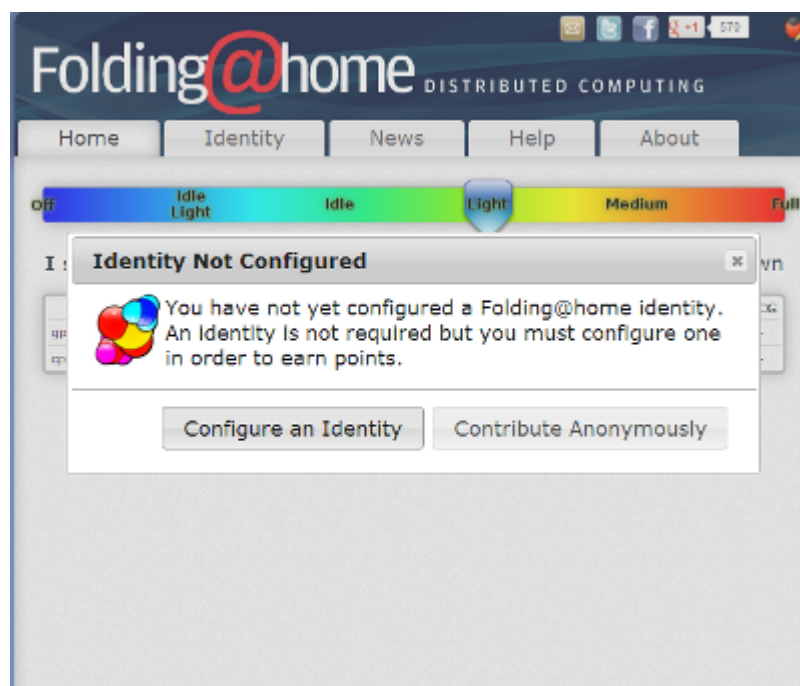 +1 570
Folding@home DISTRIBUTED COMPUTING
Home Identity News Help About
Off Idle Light Idle Light Medium Full
I
Identity Not Configured
You have not yet configured a Folding@home identity.
An identity is not required but you must configure one
in order to earn points.
Configure an Identity Contribute Anonymously